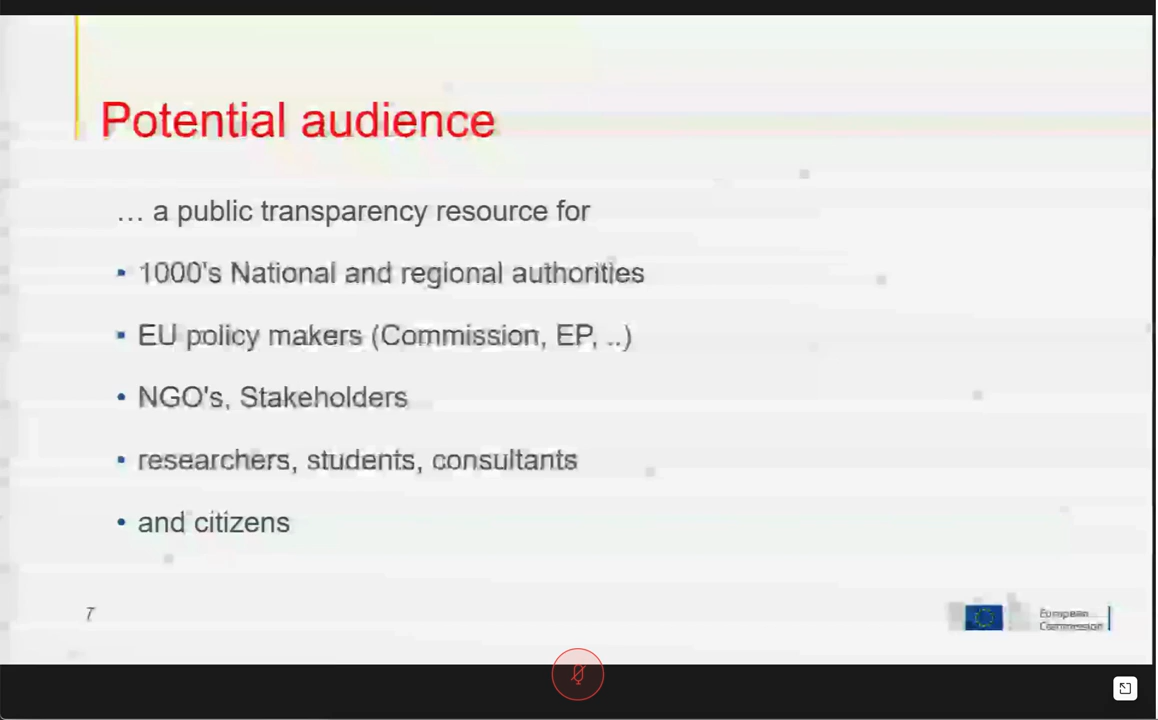 Potential audience
… a public transparency resource for
• 1000's National and regional authorities
• EU policy makers (Commission, EP, ..)
• NGO's, Stakeholders
• researchers, students, consultants
• and citizens
7
European
Commission